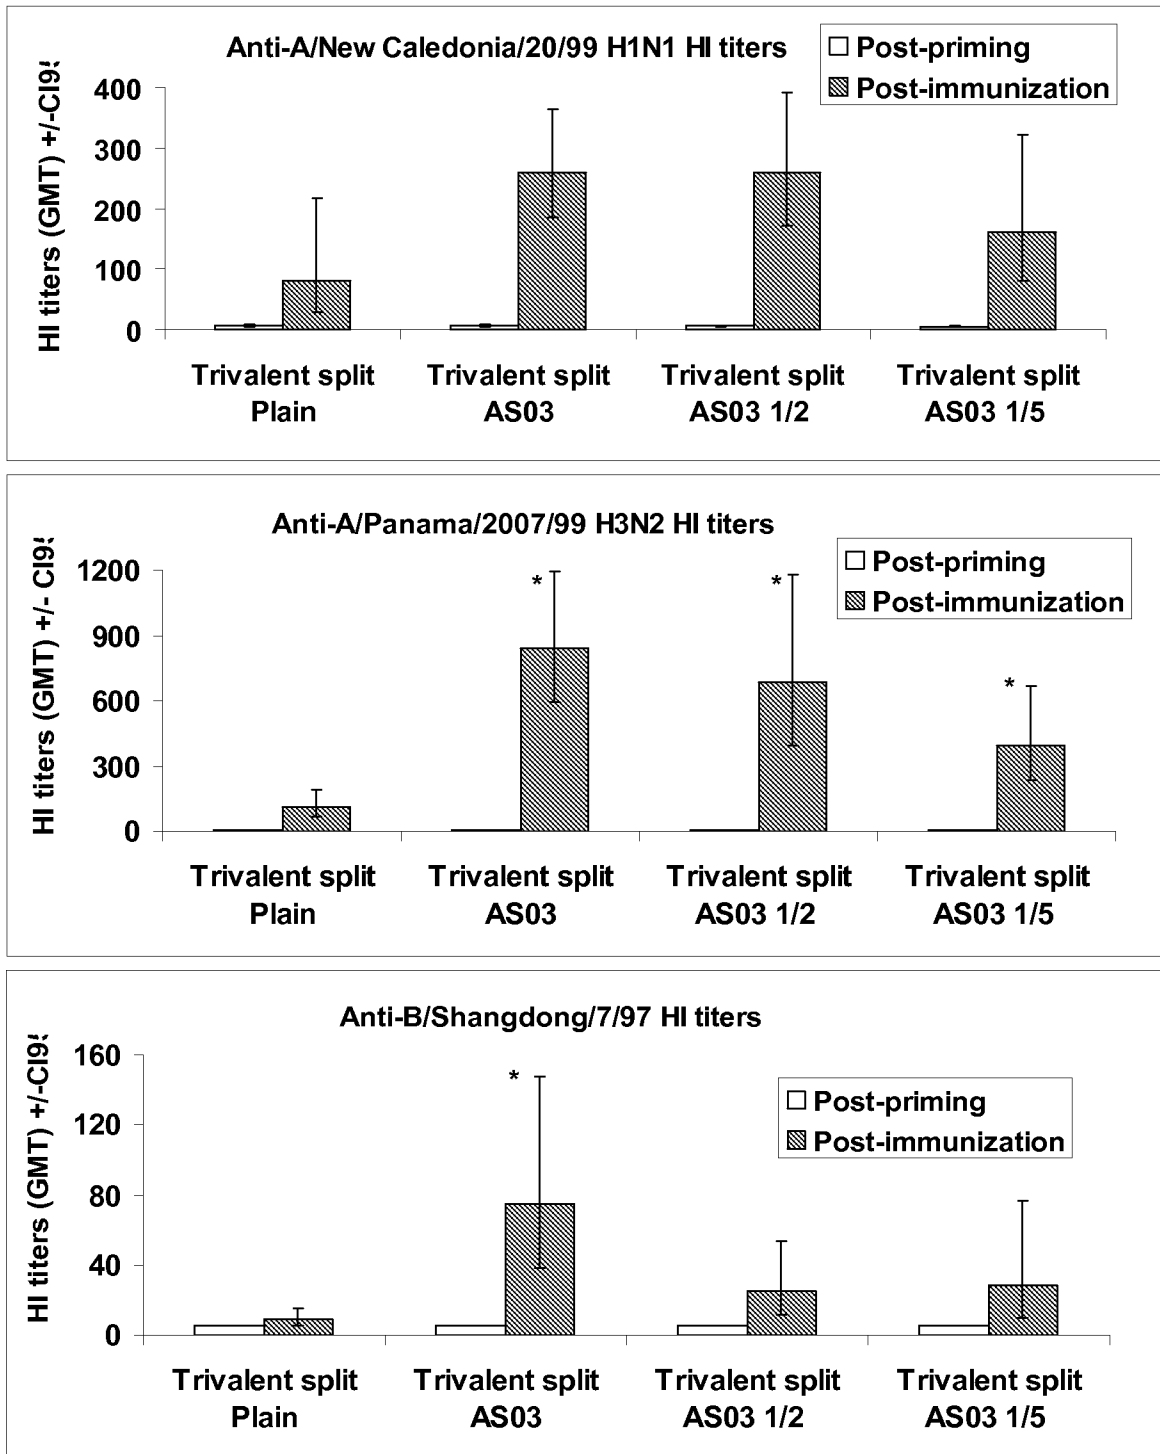 Anti-A/New Caledonia/20/99 H1N1 HI titers
Post-priming
Post-immunization
HI titers (GMT) +/-CI9
400
300
200
100
0
Trivalent split
Plain
Trivalent split
AS03
Trivalent split
AS03 1/2
Trivalent split
AS03 1/5
Anti-A/Panama/2007/99 H3N2 HI titers
Post-priming
Post-immunization
HI titers (GMT) +/- CI9
1200
900
600
300
0
*
*
*
Trivalent split
Plain
Trivalent split
AS03
Trivalent split
AS03 1/2
Trivalent split
AS03 1/5
Anti-B/Shangdong/7/97 HI titers
Post-priming
Post-immunization
HI titers (GMT) +/-CI9
160
120
80
40
0
*
Trivalent split
Plain
Trivalent split
AS03
Trivalent split
AS03 1/2
Trivalent split
AS03 1/5